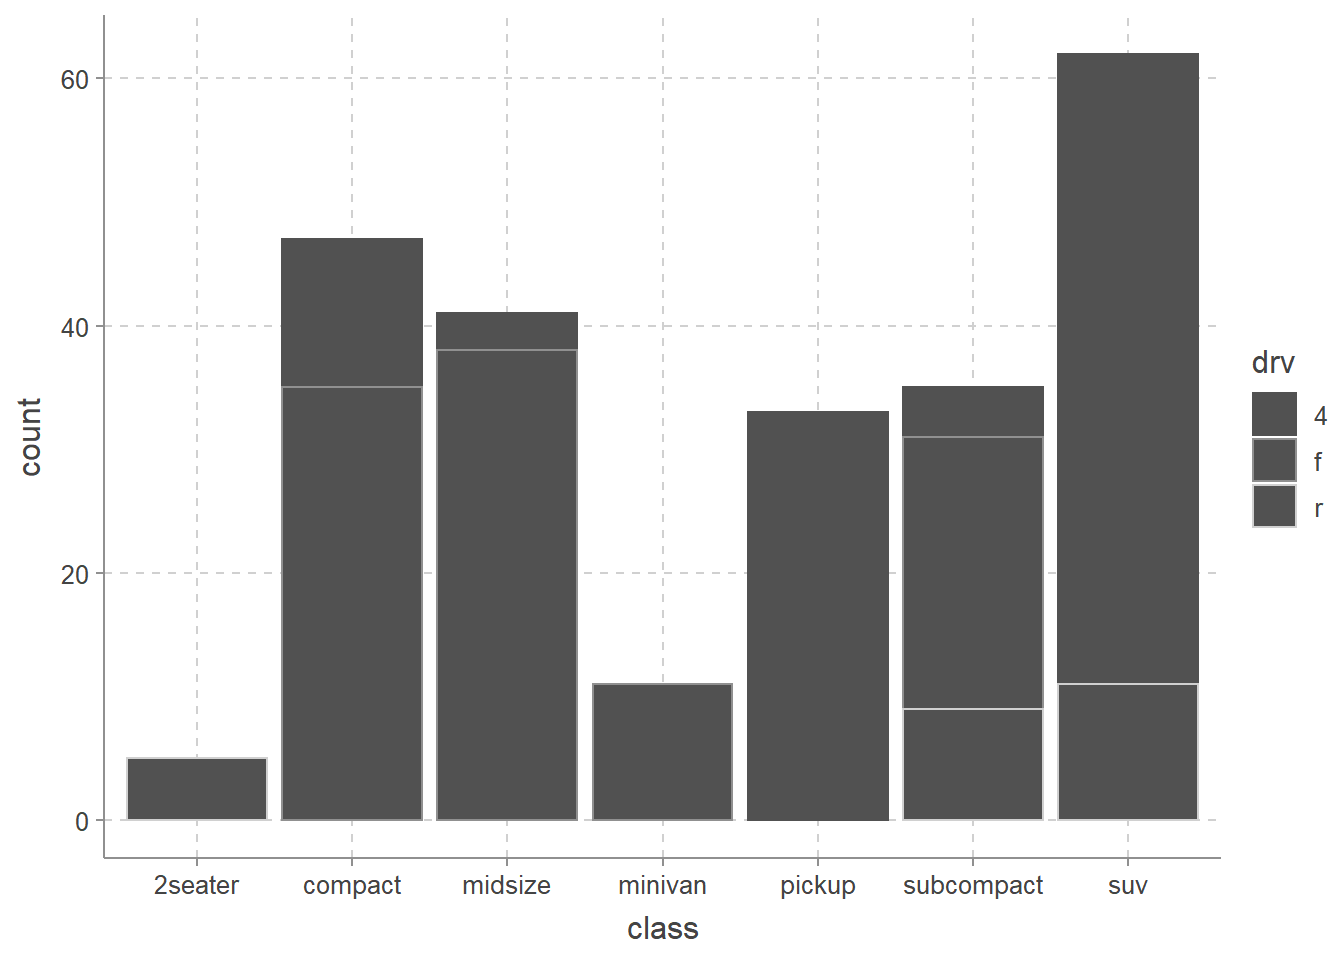 60
40
20
0
count
2seater compact midsize minivan pickup subcompact suv
class
drv
4
f
r